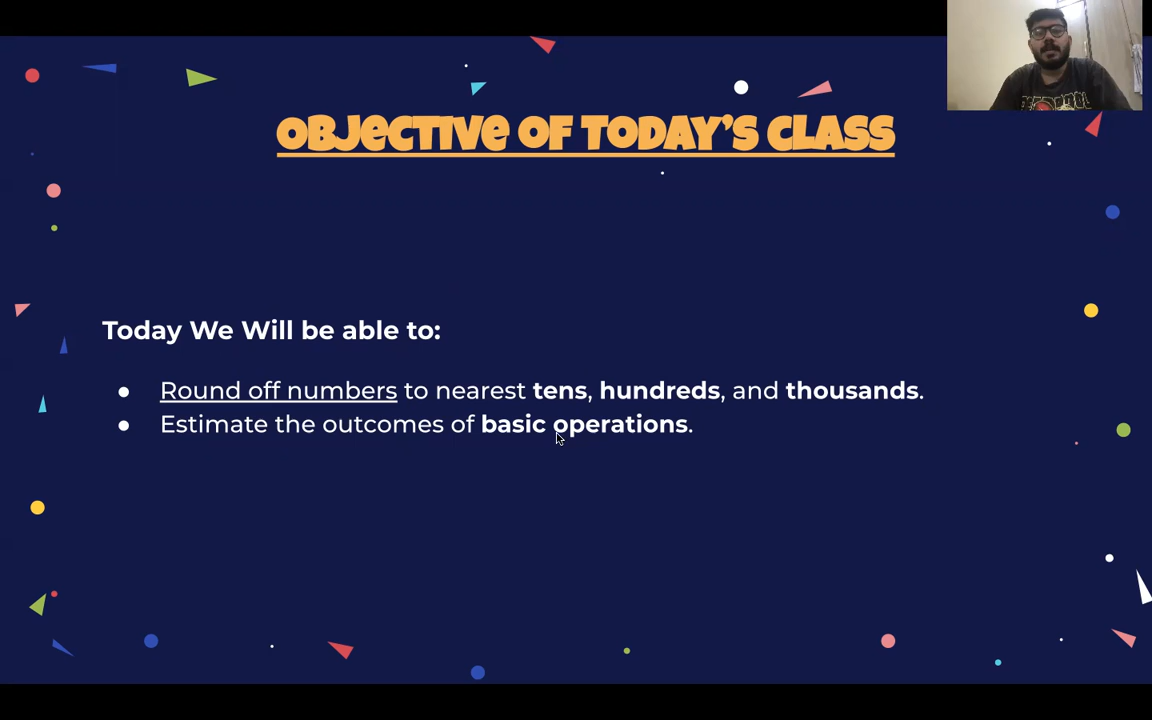 OBJECTIVE OF TODAY'S CLASS
Today We Will be able to:
● Round off numbers to nearest tens, hundreds, and thousands.
● Estimate the outcomes of basic operations.